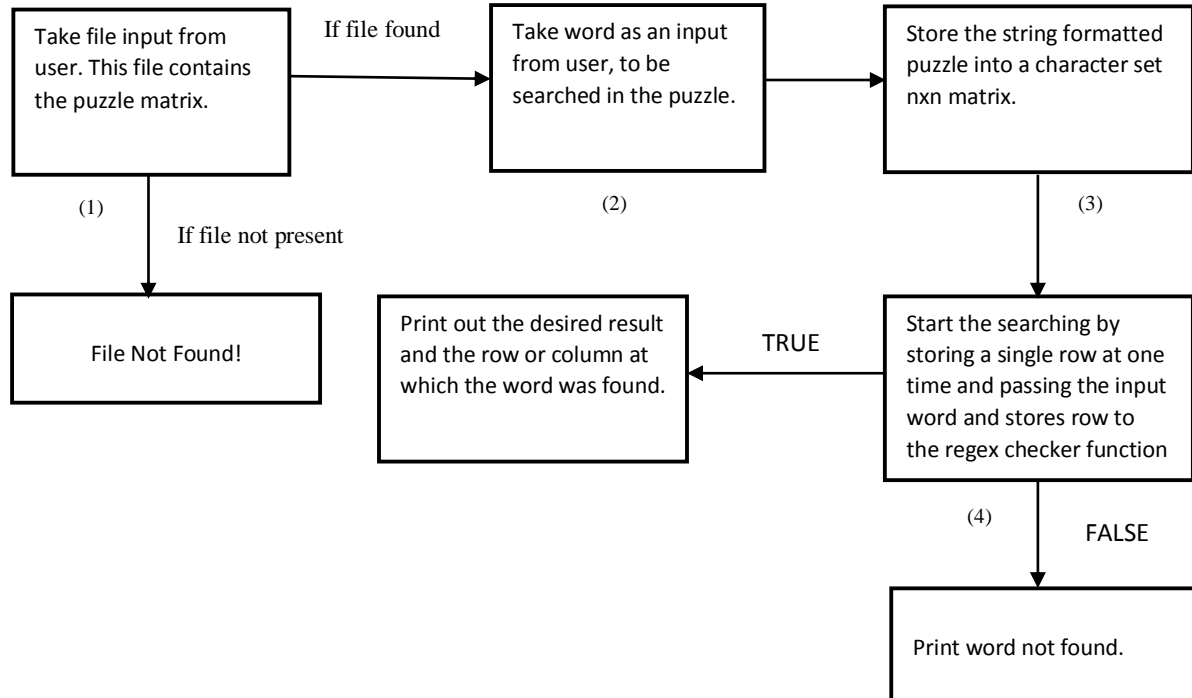 Take file input from
user. This file contains
the puzzle matrix.
If file found
Take word as an input
from user, to be
searched in the puzzle.
Store the string formatted
puzzle into a character set
nxn matrix.
(1)
(2)
(3)
If file not present
File Not Found!
Print out the desired result
and the row or column at
which the word was found.
TRUE
Start the searching by
storing a single row at one
time and passing the input
word and stores row to
the regex checker function
(4)
FALSE
Print word not found.